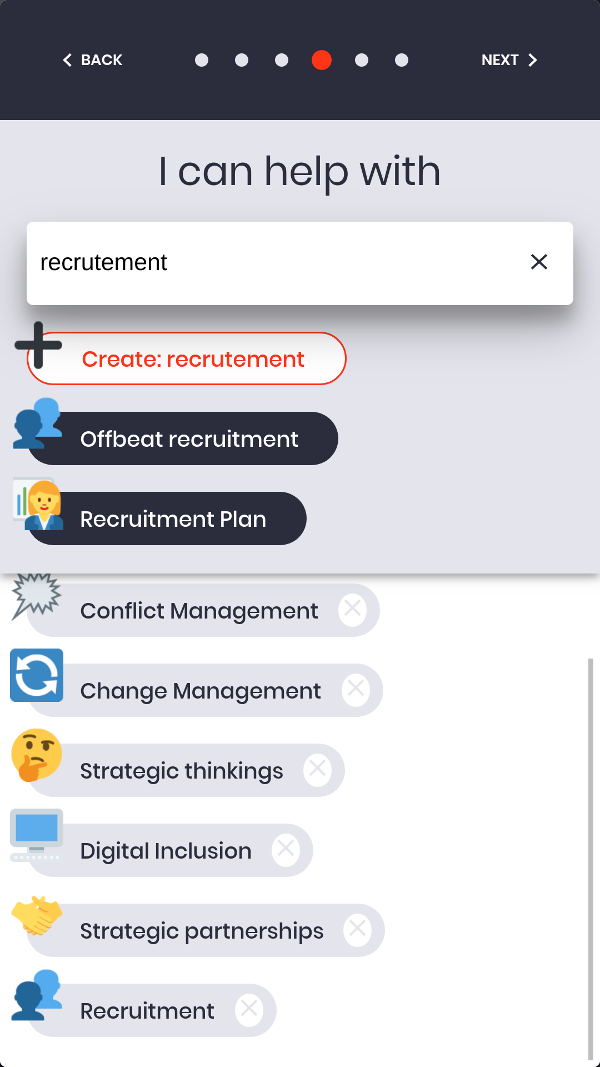 BACK
NEXT
I can help with
recrutement
Create: recrutement
Offbeat recruitment
Recruitment Plan
Conflict Management
Change Management
Strategic thinkings
Digital Inclusion
Strategic partnerships
Recruitment